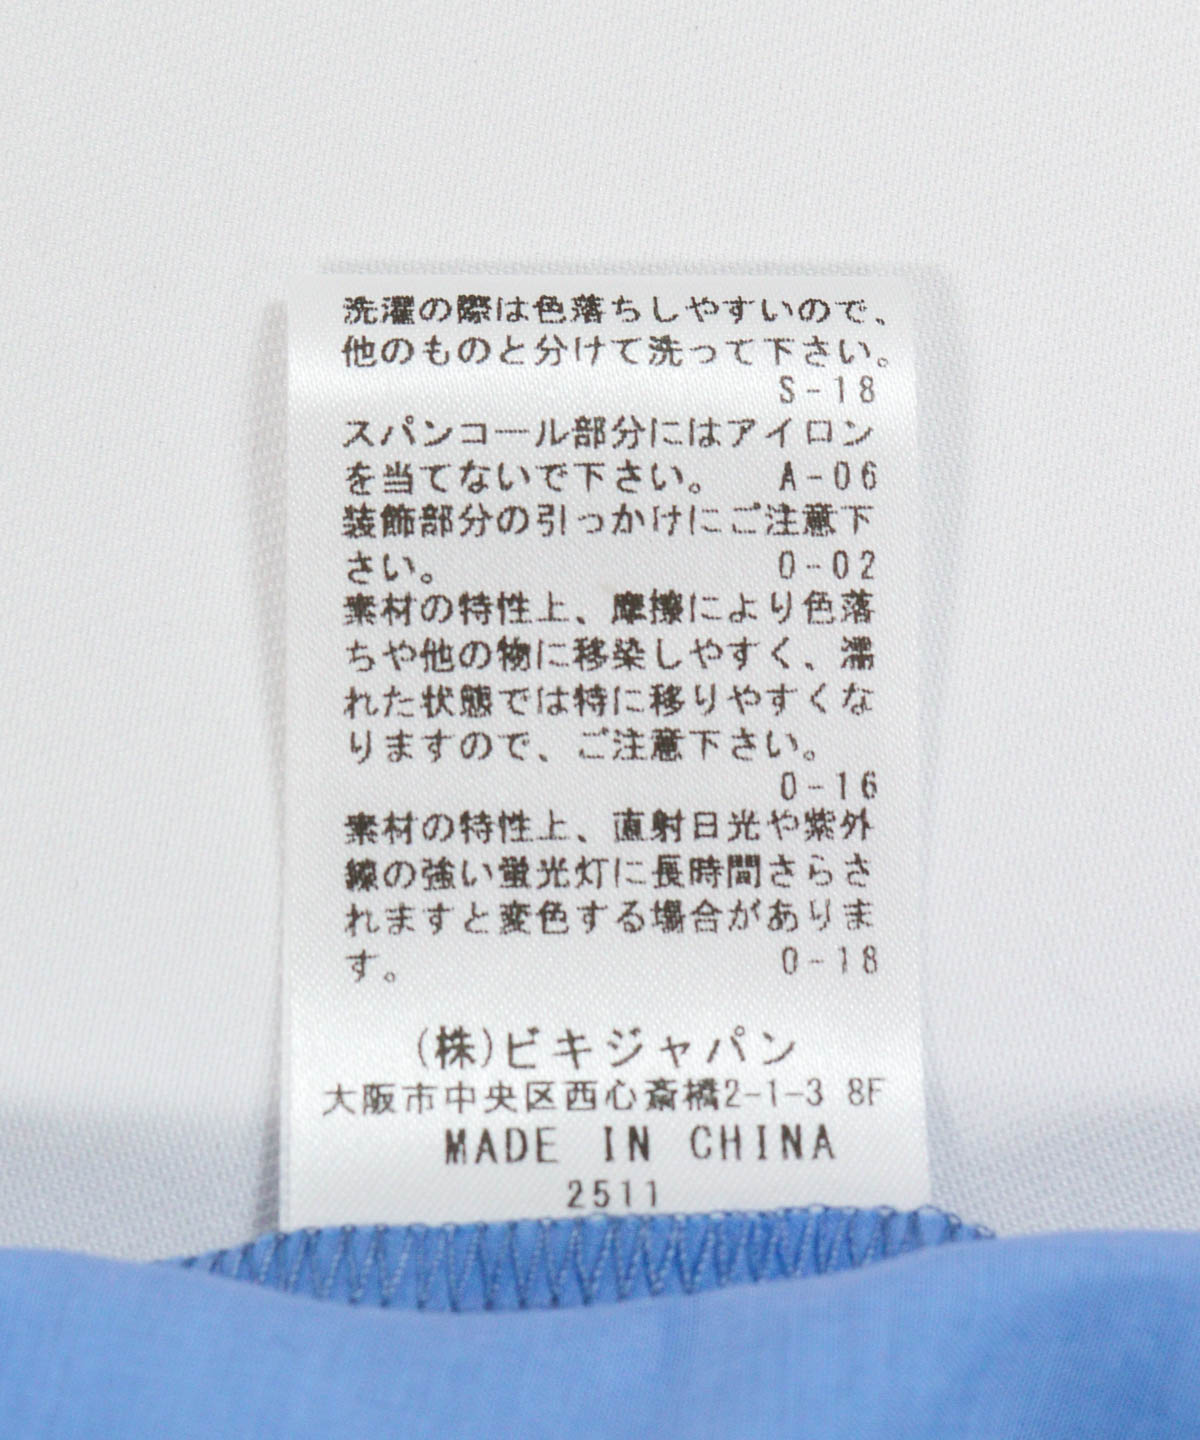 洗濯の際は色落ちしやすいので、
他のものと分けて洗って下さい。
S-18
スパンコール部分にはアイロン
を当てないで下さい。 A-06
装飾部分の引っかけにご注意下
さい。 O-02
素材の特性上、摩擦により色落
ちや他の物に移染しやすく、濡
れた状態では特に移りやすくな
りますので、ご注意下さい。
O-16
素材の特性上、直射日光や紫外
線の強い蛍光灯に長時間さらさ
れますと変色する場合がありま
す。 O-18
(株)ビキジャパン
大阪市中央区西心斎橋2-1-3 8F
MADE IN CHINA
2511